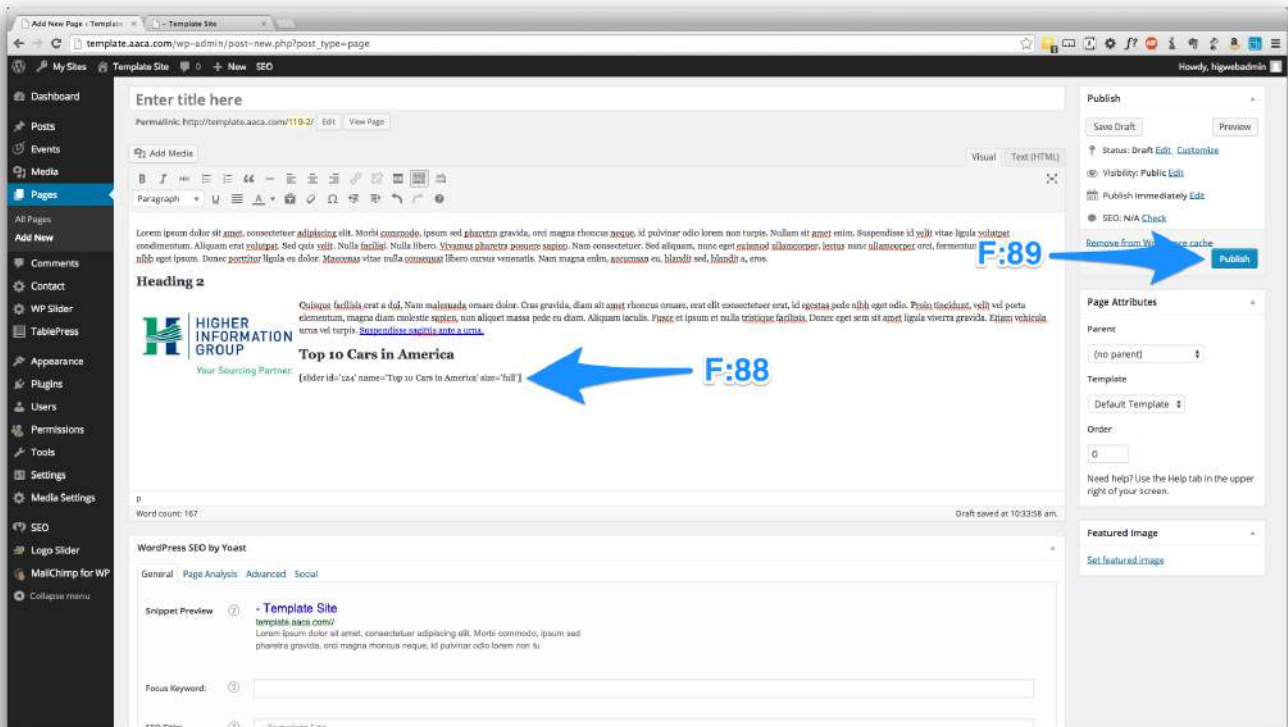 Add New Page ‹ Templat
- Template Site
template.aaca.com/wp-admin/post-new.php?post_type=page
My Sites Template Site 0 + New SEO Howdy, higwebadmin
Dashboard
Posts
Events
Media
Pages
All Pages
Add New
Comments
Contact
WP Slider
TablePress
Appearance
Plugins
Users
Permissions
Tools
Settings
Media Settings
SEO
Logo Slider
MailChimp for WP
Collapse menu
Enter title here
Permalink: http://template.aaca.com/119-2/ Edit View Page
Add Media
Visual Text (HTML)
Paragraph
Lorem ipsum dolor sit amet, consectetuer adipiscing elit. Morbi commodo, ipsum sed pharetra gravida, orci magna rhoncus neque, id pulvinar odio lorem non turpis. Nullam sit amet enim. Suspendisse id velit vitae ligula volutpat
condimentum. Aliquam erat volutpat. Sed quis velit. Nulla facilisi. Nulla libero. Vivamus pharetra posuere sapien. Nam consectetuer. Sed aliquam, nunc eget euismod ullamcorper, lectus nunc ullamcorper orci, fermentum
nibh eget ipsum. Donec porttitor ligula eu dolor. Maecenas vitae nulla consequat libero cursus venenatis. Nam magna enim, accumsan eu, blandit sed, blandit a, eros.
Heading 2
Quisque facilisis erat a dui. Nam malesuada ornare dolor. Cras gravida, diam sit amet rhoncus ornare, erat elit consectetuer erat, id egestas pede nibh eget odio. Proin tincidunt, velit vel porta
elementum, magna diam molestie sapien, non aliquet massa pede eu diam. Aliquam iaculis. Fusce et ipsum et nulla tristique facilisis. Donec eget sem sit amet ligula viverra gravida. Etiam vehicula
urna vel turpis. Suspendisse sagittis ante a urna.
HIGHER
INFORMATION
GROUP
Your Sourcing Partner.
Top 10 Cars in America
[slider id='124' name='Top 10 Cars in America' size='full']
F:88
p
Word count: 167 Draft saved at 10:33:58 am.
WordPress SEO by Yoast
General Page Analysis Advanced Social
Snippet Preview
- Template Site
template.aaca.com//
Lorem ipsum dolor sit amet, consectetuer adipiscing elit. Morbi commodo, ipsum sed
pharetra gravida, orci magna rhoncus neque, id pulvinar odio lorem non tu
Focus Keyword:
SEO Title: - Template Site
Publish
Save Draft Preview
Status: Draft Edit Customize
Visibility: Public Edit
Publish Immediately Edit
SEO: N/A Check
Remove from cache
F:89
Publish
Page Attributes
Parent
(no parent)
Template
Default Template
Order
0
Need help? Use the Help tab in the upper
right of your screen.
Featured Image
Set featured image